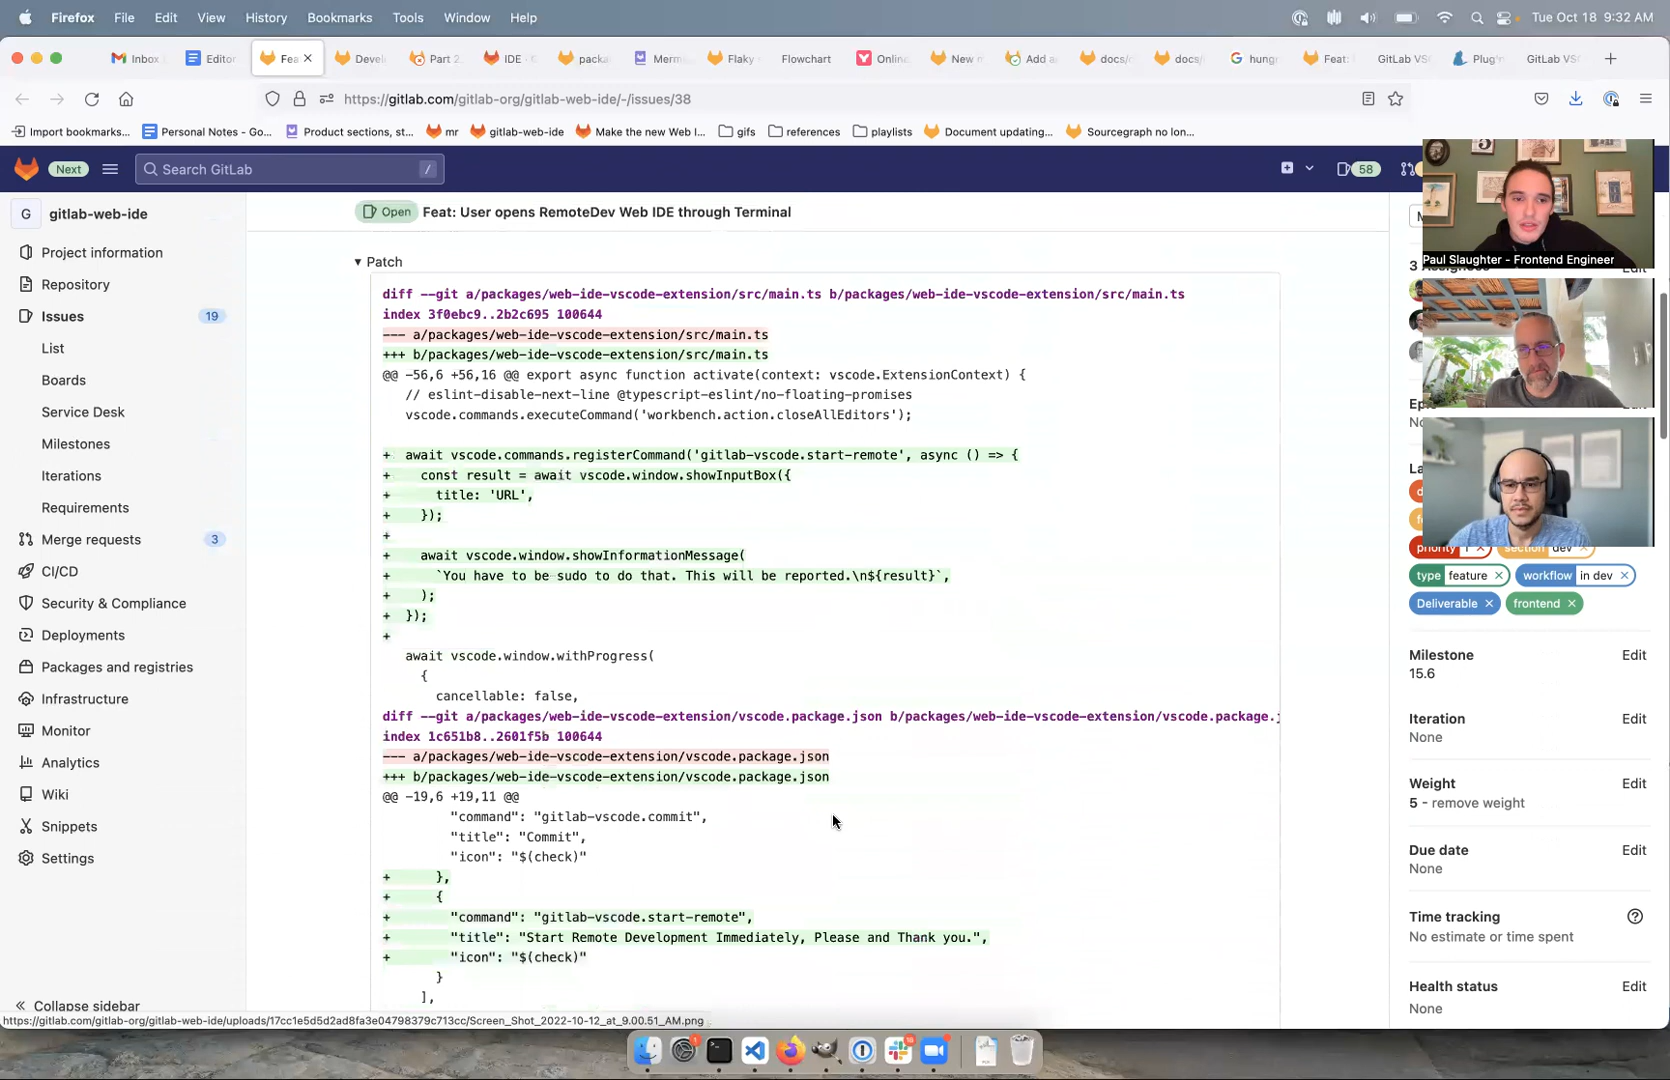 Firefox File Edit View History Bookmarks Tools Window Help Tue Oct 18 9:32 AM
Inbox Editor Fea Devel Part 2 IDE packa Merm Flaky Flowchart Online New m Add a docs/ docs/ hung Feat: GitLab VS Plug'n GitLab VS
https://gitlab.com/gitlab-org/gitlab-web-ide/-/issues/38
Import bookmarks... Personal Notes - Go... Product sections, st... mr gitlab-web-ide Make the new Web I... gifs references playlists Document updating... Sourcegraph no lon...
Next Search GitLab / 58
G gitlab-web-ide
Project information
Repository
Issues 19
List
Boards
Service Desk
Milestones
Iterations
Requirements
Merge requests 3
CI/CD
Security & Compliance
Deployments
Packages and registries
Infrastructure
Monitor
Analytics
Wiki
Snippets
Settings
Collapse sidebar
Open Feat: User opens RemoteDev Web IDE through Terminal
Patch
diff --git a/packages/web-ide-vscode-extension/src/main.ts b/packages/web-ide-vscode-extension/src/main.ts
index 3f0ebc9..2b2c695 100644
--- a/packages/web-ide-vscode-extension/src/main.ts
+++ b/packages/web-ide-vscode-extension/src/main.ts
@@ -56,6 +56,16 @@ export async function activate(context: vscode.ExtensionContext) {
// eslint-disable-next-line @typescript-eslint/no-floating-promises
vscode.commands.executeCommand('workbench.action.closeAllEditors');
+ await vscode.commands.registerCommand('gitlab-vscode.start-remote', async () => {
+ const result = await vscode.window.showInputBox({
+ title: 'URL',
+ });
+
+ await vscode.window.showInformationMessage(
+ `You have to be sudo to do that. This will be reported.\n${result}`,
+ );
+ });
+
await vscode.window.withProgress(
{
cancellable: false,
diff --git a/packages/web-ide-vscode-extension/vscode.package.json b/packages/web-ide-vscode-extension/vscode.package.j
index 1c651b8..2601f5b 100644
--- a/packages/web-ide-vscode-extension/vscode.package.json
+++ b/packages/web-ide-vscode-extension/vscode.package.json
@@ -19,6 +19,11 @@
"command": "gitlab-vscode.commit",
"title": "Commit",
"icon": "$(check)"
+ },
+ {
+ "command": "gitlab-vscode.start-remote",
+ "title": "Start Remote Development Immediately, Please and Thank you.",
+ "icon": "$(check)"
}
],
https://gitlab.com/gitlab-org/gitlab-web-ide/uploads/17cc1e5d5d2ad8fa3e04798379c713cc/Screen_Shot_2022-10-12_at_9.00.51_AM.png
Paul Slaughter - Frontend Engineer
priority section dev
type feature workflow in dev
Deliverable frontend
Milestone Edit
15.6
Iteration Edit
None
Weight Edit
5 - remove weight
Due date Edit
None
Time tracking
No estimate or time spent
Health status Edit
None